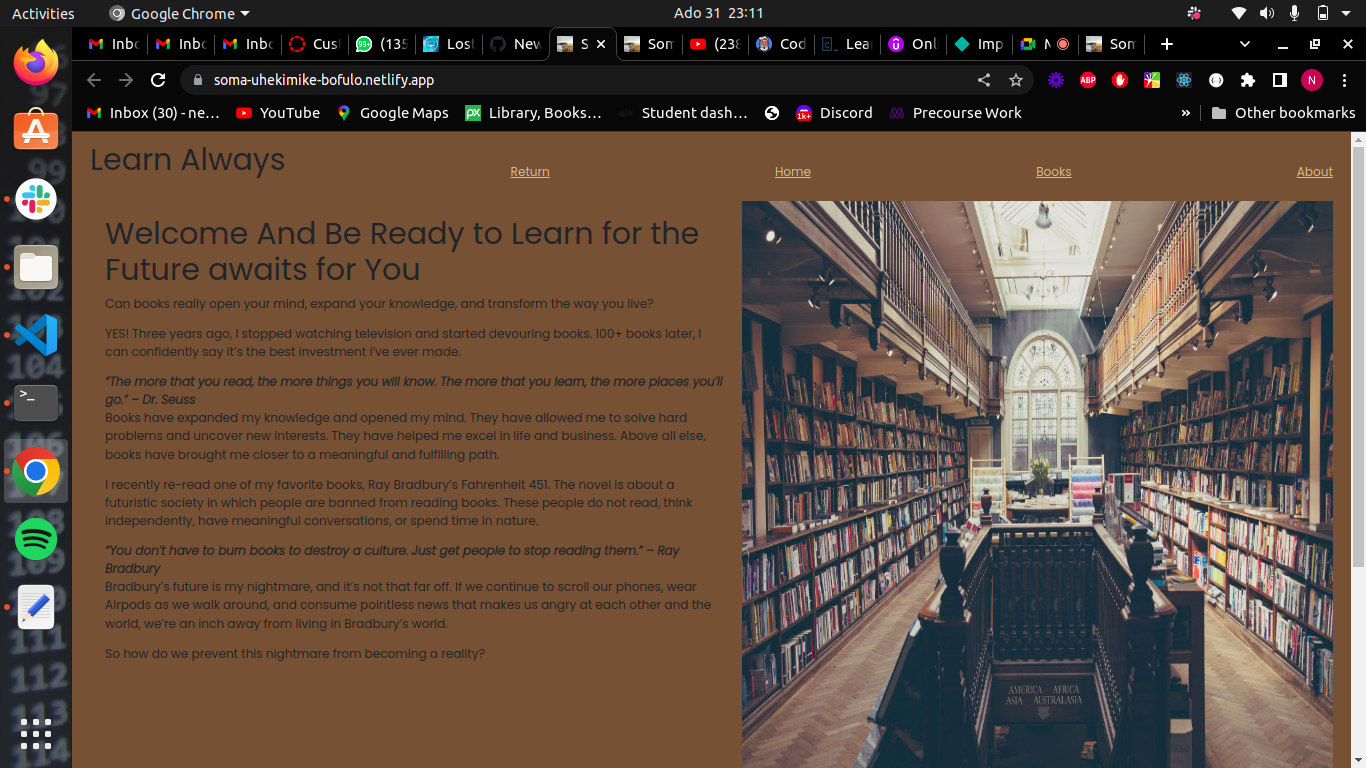 Activities
Google Chrome
Ado 31 23:11
Inbc
Inbc
Inbc
Cus
(135
Lost
New
S
Som
(238
Cod
Lea
Onl
Imp
M
Som
soma-uhekimike-bofulo.netlify.app
ABP
N
Inbox (30) - ne…
YouTube
Google Maps
Library, Books…
Student dash…
Discord
Precourse Work
»
Other bookmarks
Learn Always
Return
Home
Books
About
Welcome And Be Ready to Learn for the
Future awaits for You
Can books really open your mind, expand your knowledge, and transform the way you live?
YES! Three years ago, I stopped watching television and started devouring books. 100+ books later, I
can confidently say it’s the best investment I’ve ever made.
“The more that you read, the more things you will know. The more that you learn, the more places you’ll
go.” – Dr. Seuss
Books have expanded my knowledge and opened my mind. They have allowed me to solve hard
problems and uncover new interests. They have helped me excel in life and business. Above all else,
books have brought me closer to a meaningful and fulfilling path.
I recently re-read one of my favorite books, Ray Bradbury’s Fahrenheit 451. The novel is about a
futuristic society in which people are banned from reading books. These people do not read, think
independently, have meaningful conversations, or spend time in nature.
“You don’t have to burn books to destroy a culture. Just get people to stop reading them.” – Ray
Bradbury
Bradbury’s future is my nightmare, and it’s not that far off. If we continue to scroll our phones, wear
Airpods as we walk around, and consume pointless news that makes us angry at each other and the
world, we’re an inch away from living in Bradbury’s world.
So how do we prevent this nightmare from becoming a reality?
AMERICA AFRICA
ASIA AUSTRALASIA